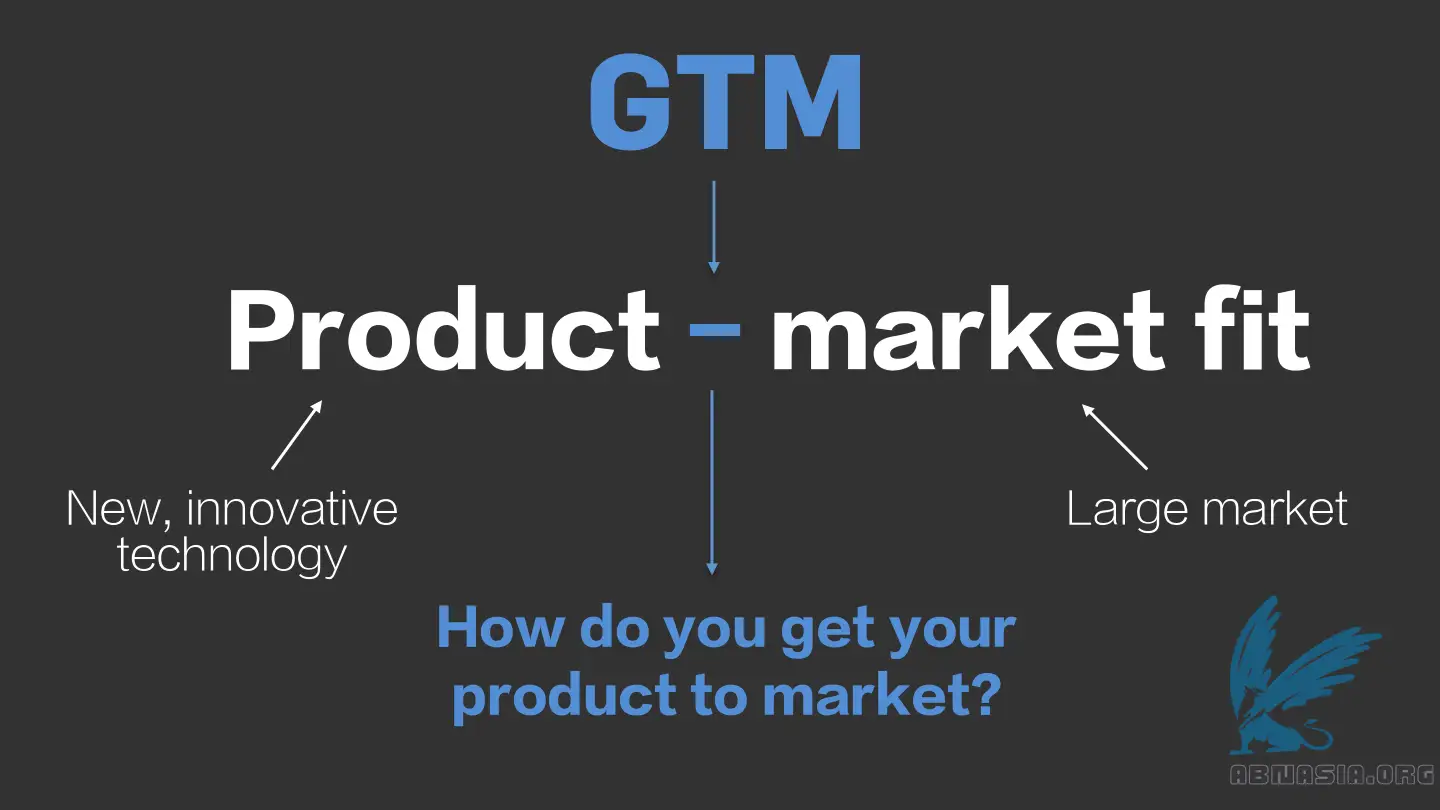 GTM
Product – market fit
New, innovative
technology
Large market
How do you get your
product to market?
ABNASIA.ORG